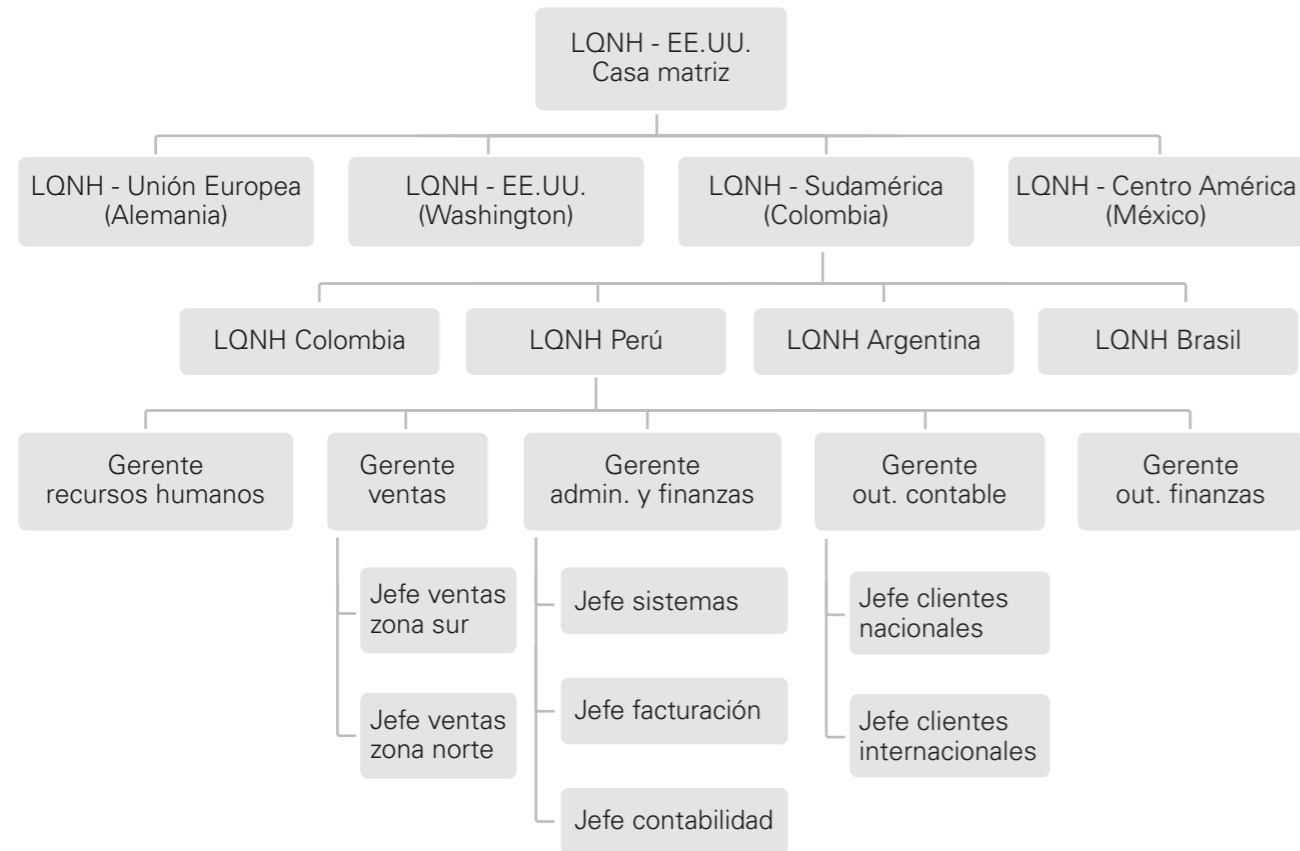 LQNH - EE.UU.
Casa matriz
LQNH - Unión Europea
(Alemania)
LQNH - EE.UU.
(Washington)
LQNH - Sudamérica
(Colombia)
LQNH - Centro América
(México)
LQNH Colombia
LQNH Perú
LQNH Argentina
LQNH Brasil
Gerente
recursos humanos
Gerente
ventas
Gerente
admin. y finanzas
Gerente
out. contable
Gerente
out. finanzas
Jefe ventas
zona sur
Jefe ventas
zona norte
Jefe sistemas
Jefe facturación
Jefe contabilidad
Jefe clientes
nacionales
Jefe clientes
internacionales